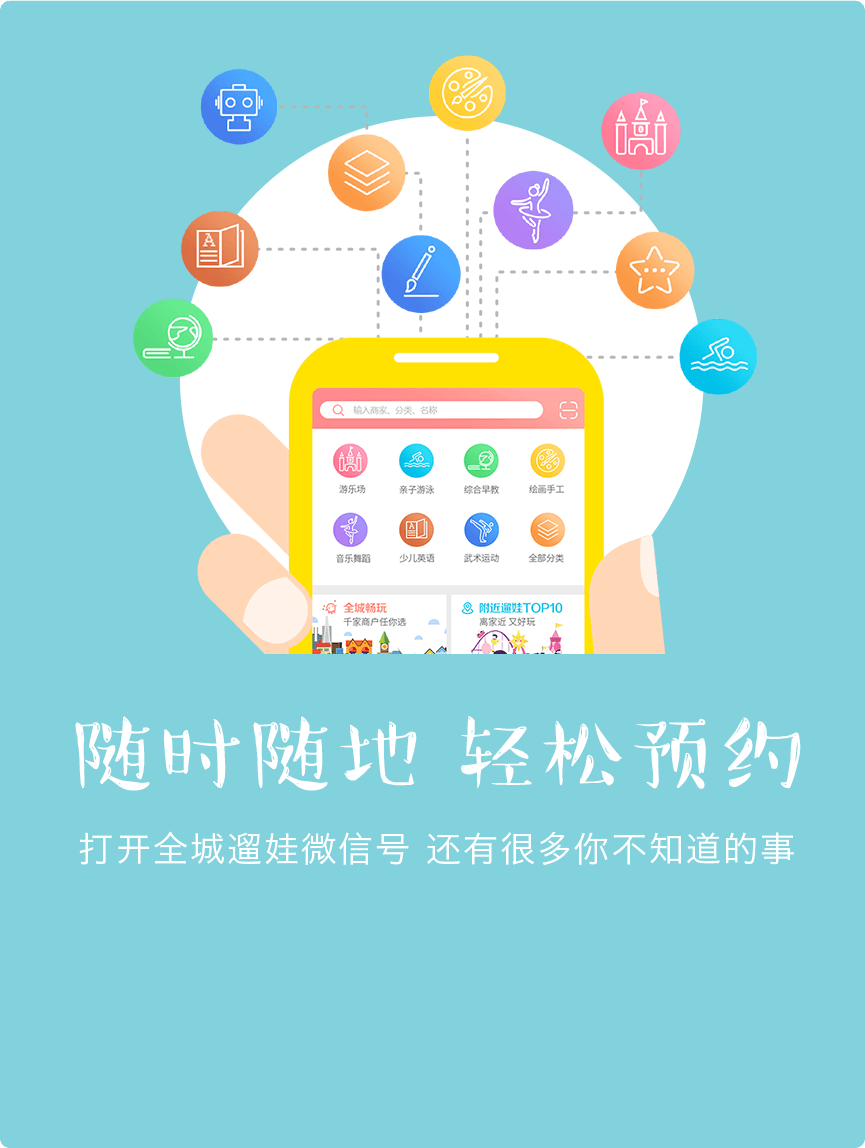 输入商家、分类、名称
游乐场 亲子游泳 综合早教 绘画手工
音乐舞蹈 少儿英语 武术运动 全部分类
全城畅玩 附近遛娃TOP10
千家商户任你选 离家近 又好玩
随时随地 轻松预约
打开全城遛娃微信号 还有很多你不知道的事